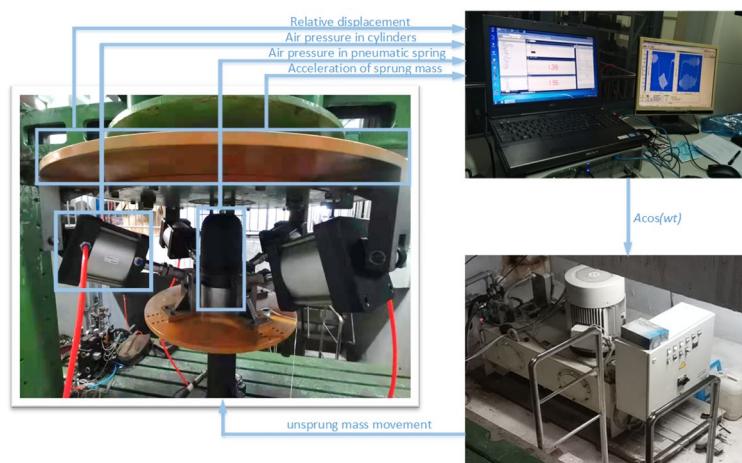 Relative displacement
Air pressure in cylinders
Air pressure in pneumatic spring
Acceleration of sprung mass
Acos(wt)
unsprung mass movement